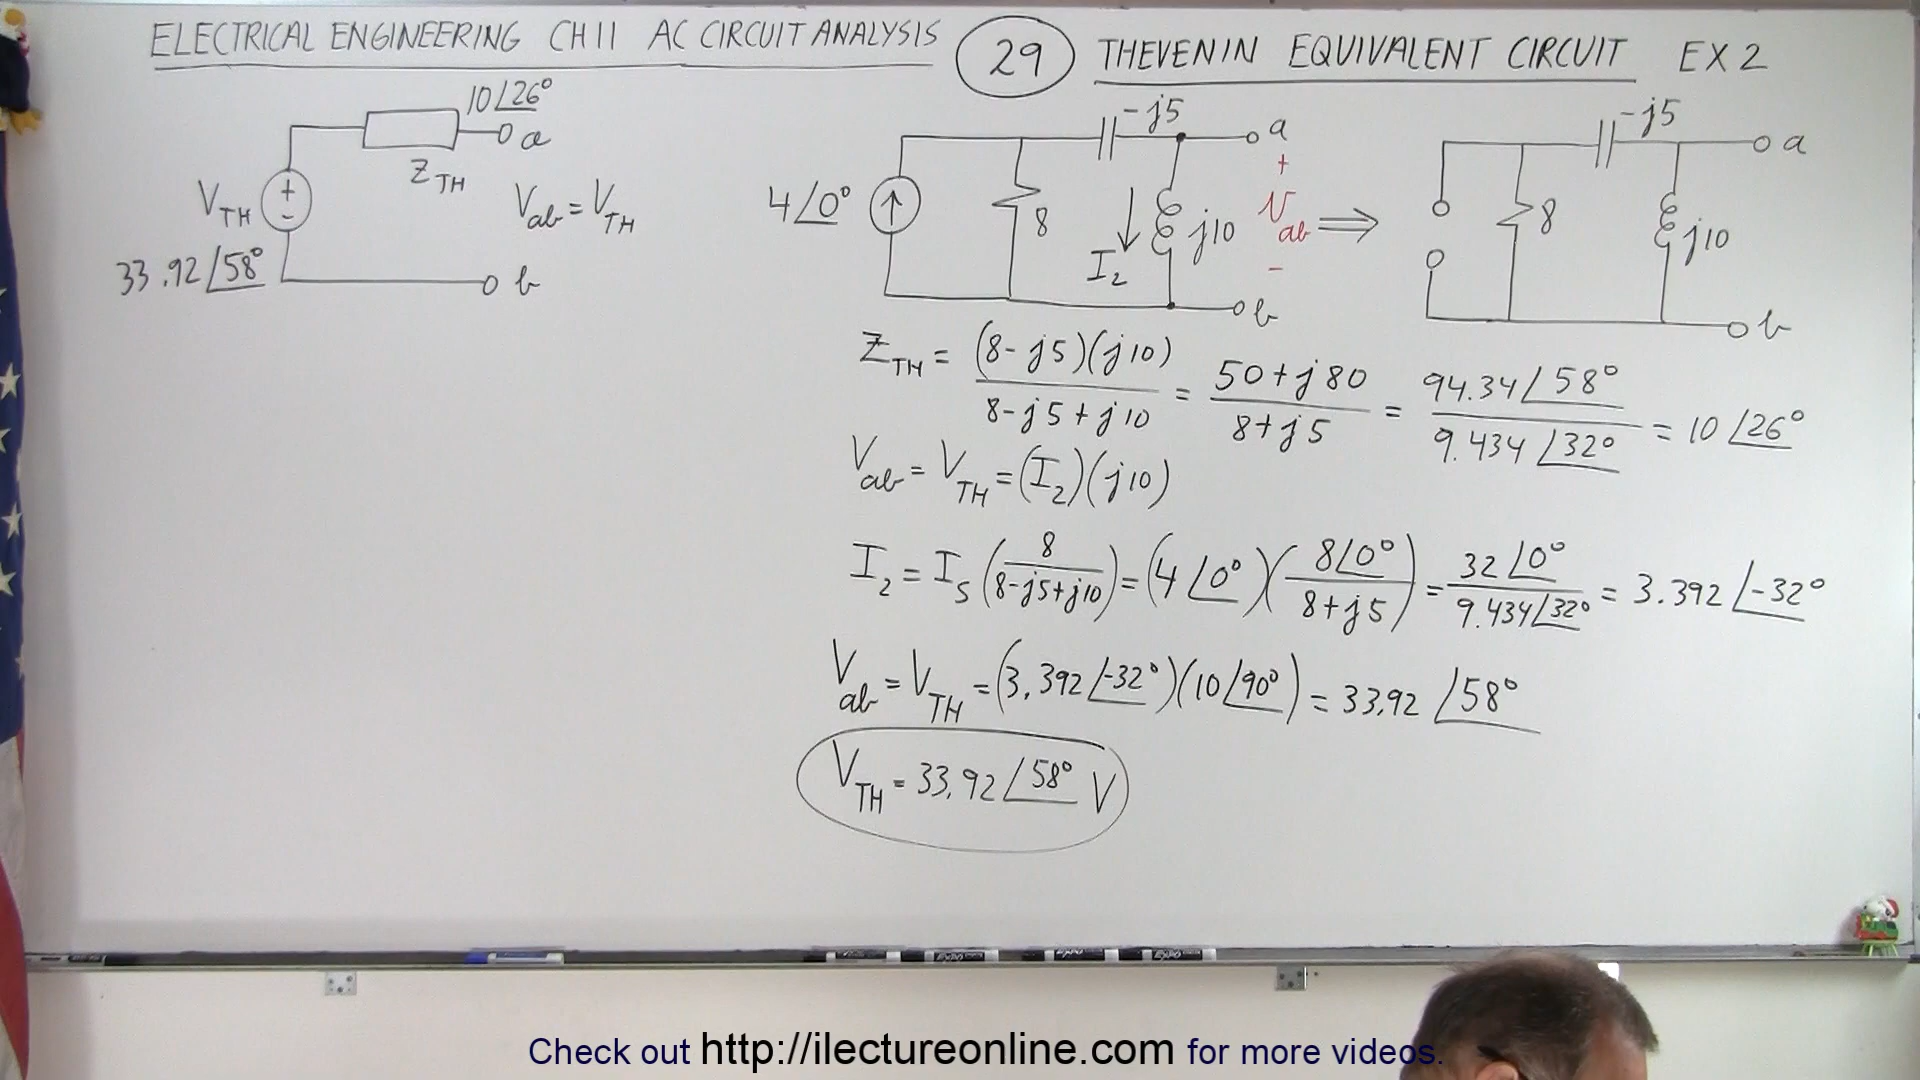 ELECTRICAL ENGINEERING CH 11 AC CIRCUIT ANALYSIS 29 THEVENIN EQUIVALENT CIRCUIT EX 2
10∠26°
a
Z_TH
V_TH + -
V_ab = V_TH
33.92∠58°
b
-j5
a
4∠0°
8
I_2
j10
+
V_ab
-
b
⇒
-j5
a
8
j10
b
Z_TH = (8-j5)(j10) / (8-j5+j10) = (50+j80) / (8+j5) = 94.34∠58° / 9.434∠32° = 10∠26°
V_ab = V_TH = (I_2)(j10)
I_2 = I_S (8 / (8-j5+j10)) = (4∠0°)(8∠0° / (8+j5)) = 32∠0° / 9.434∠32° = 3.392∠-32°
V_ab = V_TH = (3.392∠-32°)(10∠90°) = 33.92∠58°
V_TH = 33.92∠58° V
Check out http://ilectureonline.com for more videos.